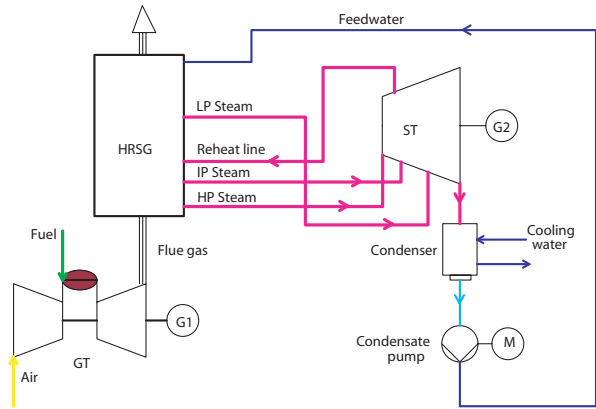 Feedwater
LP Steam
HRSG
ST
G2
Reheat line
IP Steam
HP Steam
Fuel
Flue gas
Condenser
Cooling
water
G1
GT
Condensate
pump
M
Air